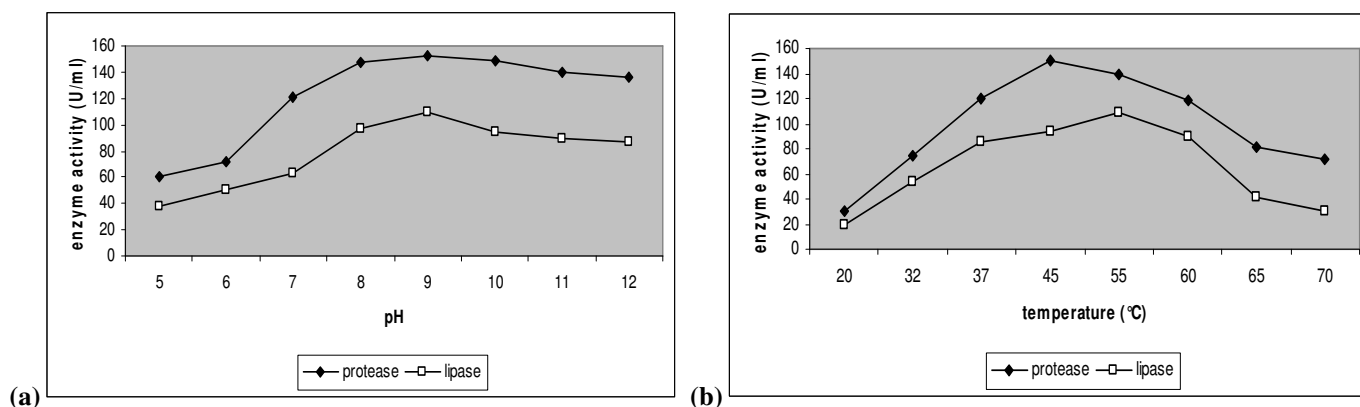 160
140
120
100
80
60
40
20
0
enzyme activity (U/ml)
5 6 7 8 9 10 11 12
pH
protease lipase
(a)
160
140
120
100
80
60
40
20
0
enzyme activity (U/ml)
20 32 37 45 55 60 65 70
temperature (°C)
protease lipase
(b)